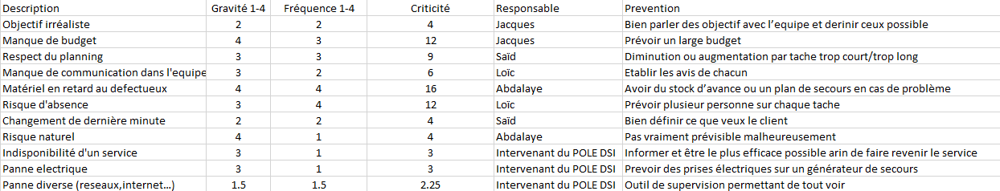 Description Gravité 1-4 Fréquence 1-4 Criticité Responsable Prevention
Objectif irréaliste 2 2 4 Jacques Bien parler des objectif avec l'equipe et derinir ceux possible
Manque de budget 4 3 12 Jacques Prévoir un large budget
Respect du planning 3 3 9 Saïd Diminution ou augmentation par tache trop court/trop long
Manque de communication dans l'equipe 3 2 6 Loïc Etablir les avis de chacun
Matériel en retard au defectueux 4 4 16 Abdalaye Avoir du stock d'avance ou un plan de secours en cas de problème
Risque d'absence 3 4 12 Loïc Prévoir plusieur personne sur chaque tache
Changement de dernière minute 2 2 4 Saïd Bien définir ce que veux le client
Risque naturel 4 1 4 Abdalaye Pas vraiment prévisible malheureusement
Indisponibilité d'un service 3 1 3 Intervenant du POLE DSI Informer et être le plus efficace possible arin de faire revenir le service
Panne electrique 3 1 3 Intervenant du POLE DSI Prevoir des prises électriques sur un générateur de secours
Panne diverse (reseaux,internet...) 1.5 1.5 2.25 Intervenant du POLE DSI Outil de supervision permettant de tout voir